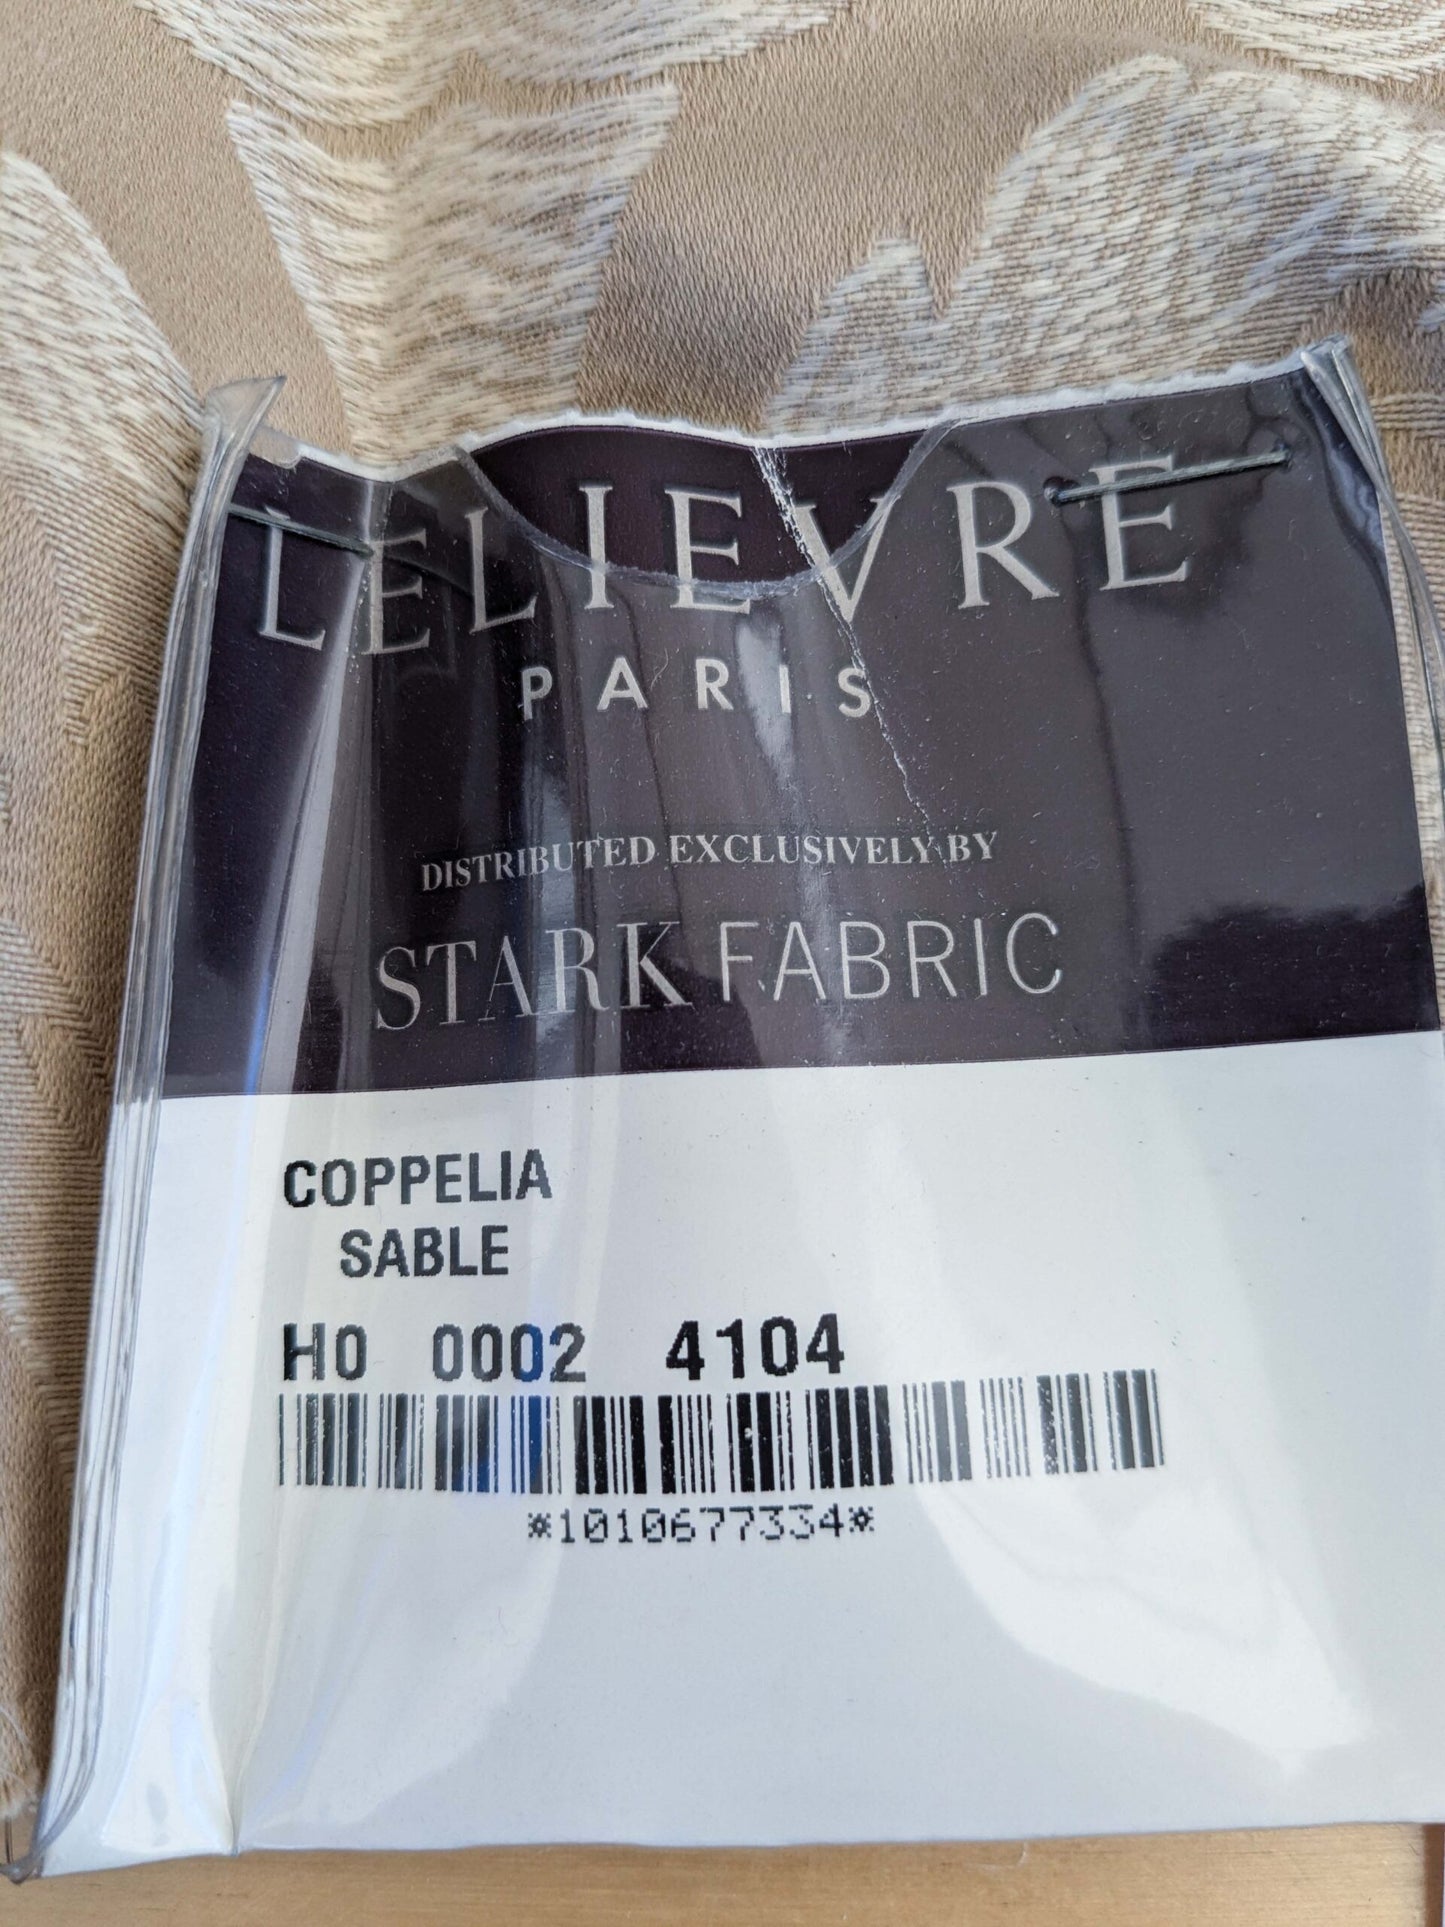 LELIEVRE
PARIS
DISTRIBUTED EXCLUSIVELY BY
STARK FABRIC
COPPELIA
SABLE
H0 0002 4104
*1010677334*